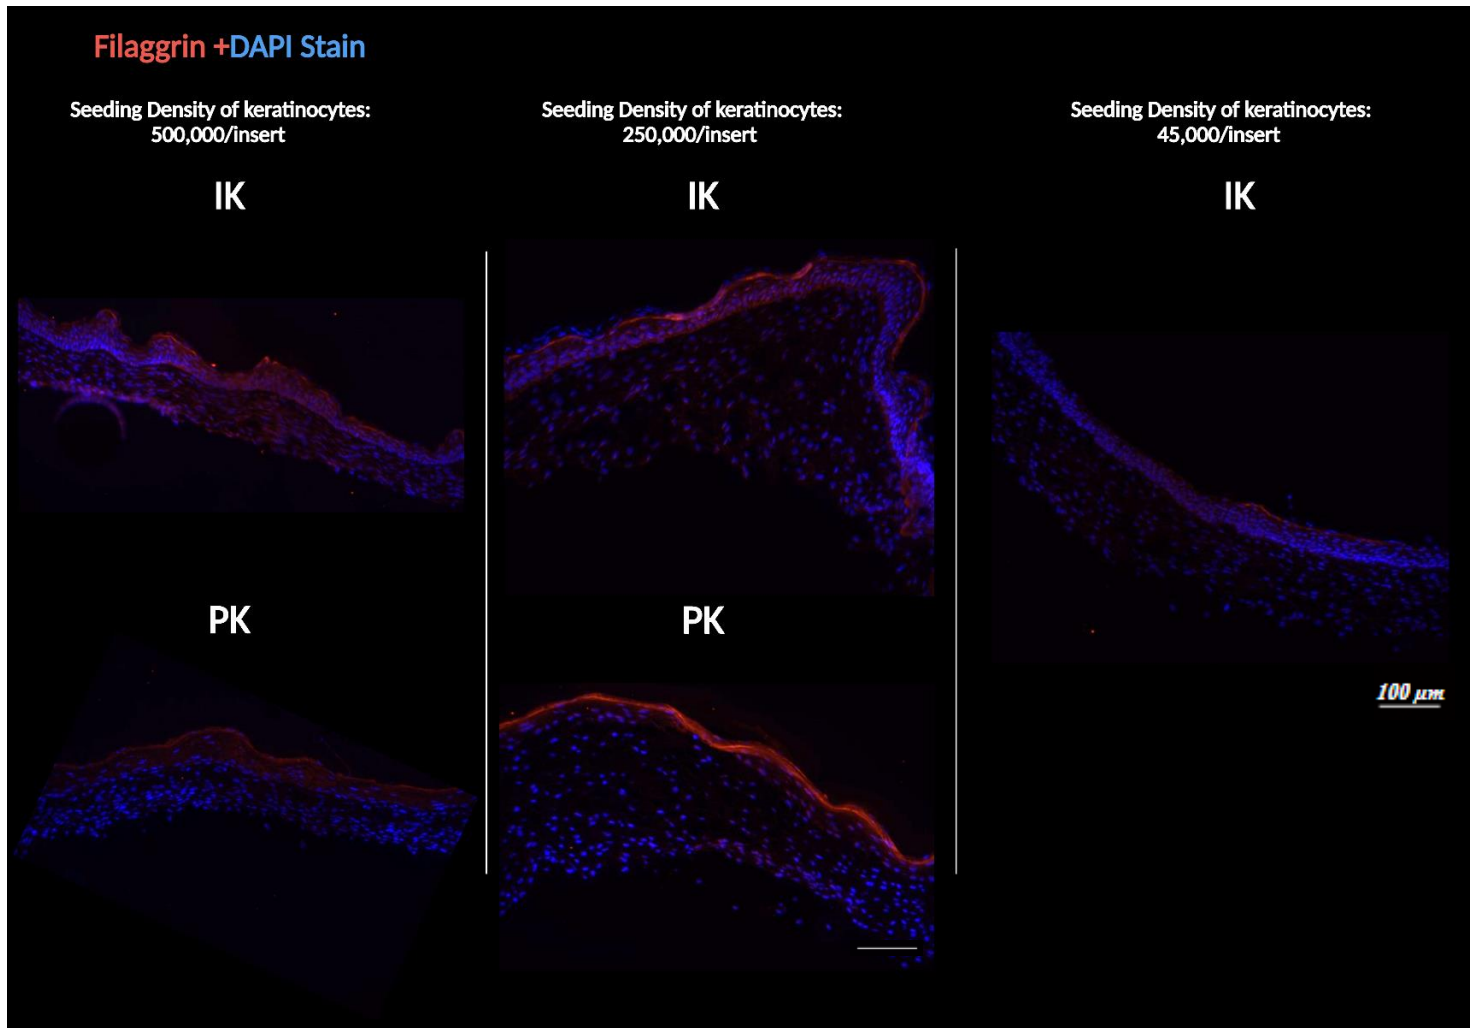 Filaggrin +DAPI Stain
Seeding Density of keratinocytes:
500,000/insert
IK
Seeding Density of keratinocytes:
250,000/insert
IK
Seeding Density of keratinocytes:
45,000/insert
IK
PK
PK
100 µm